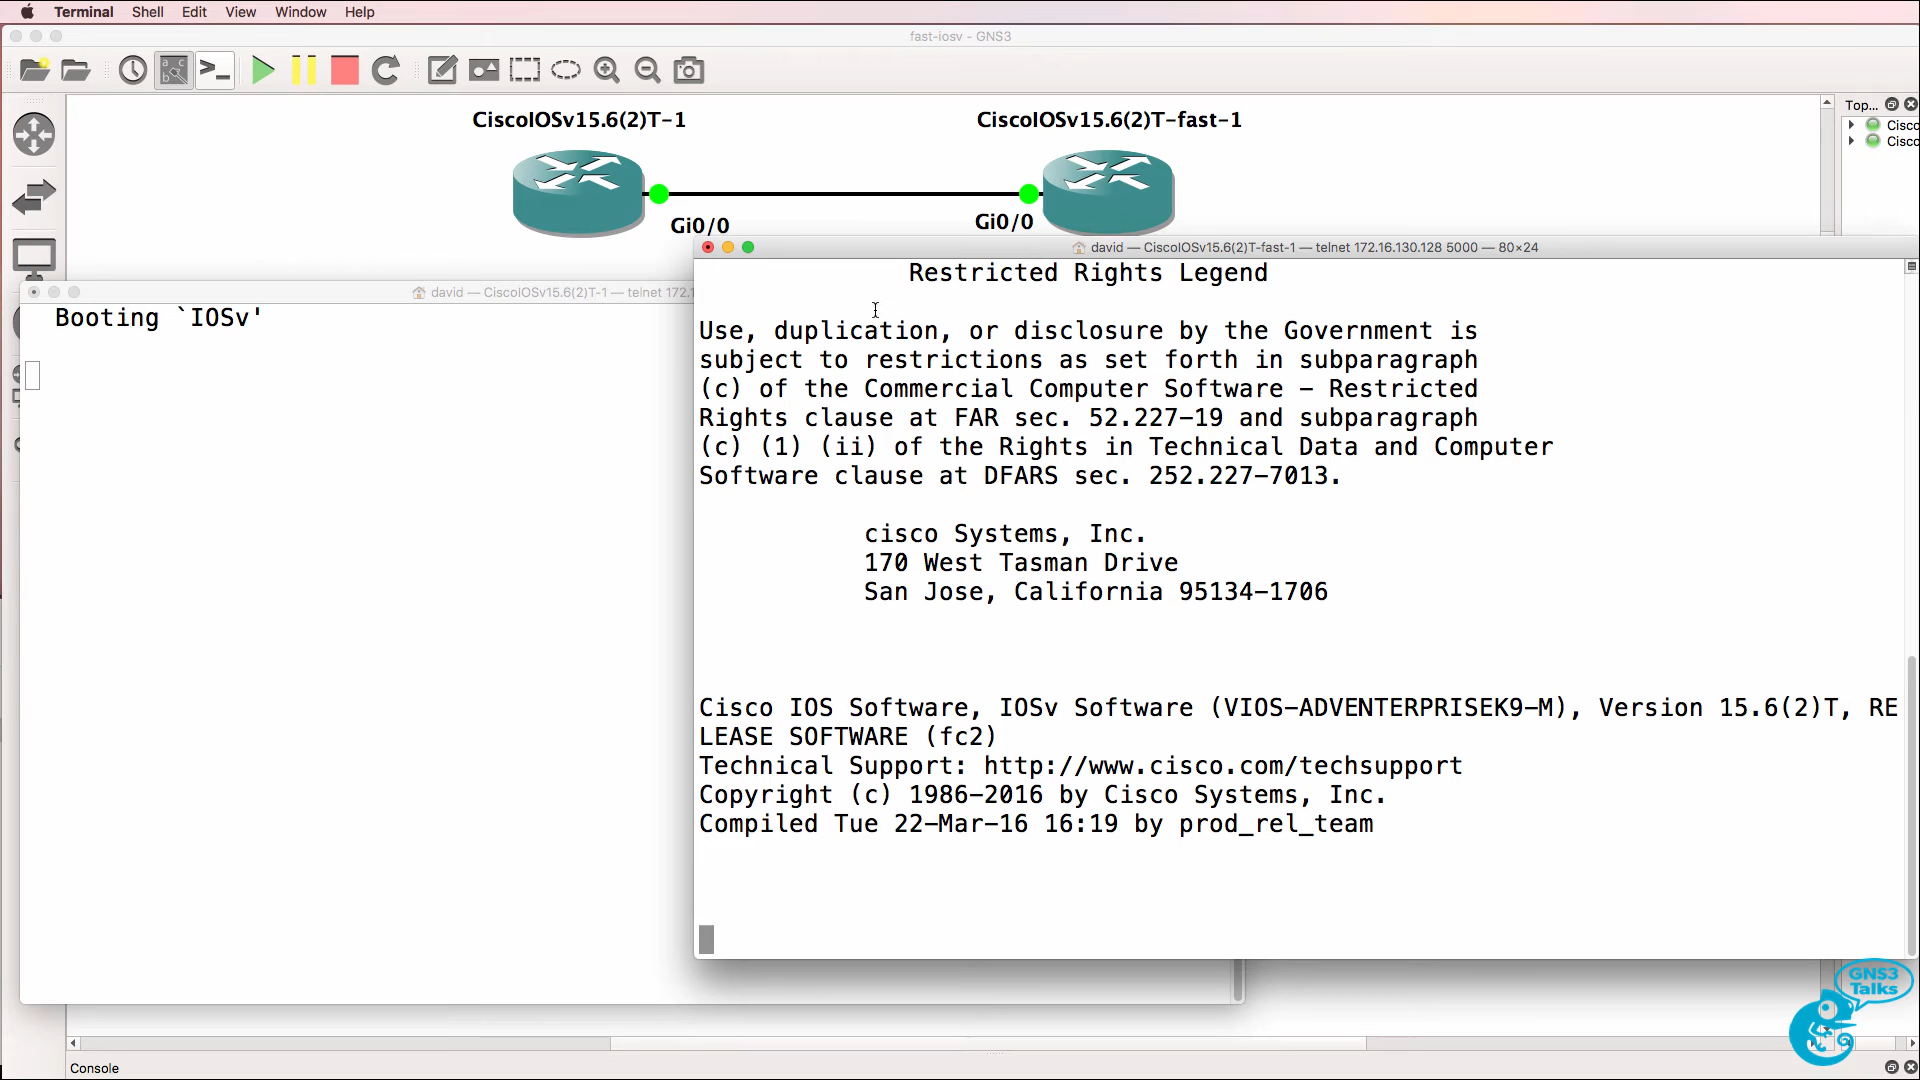 Terminal Shell Edit View Window Help
fast-iosv - GNS3
CiscoIOSv15.6(2)T-1
CiscoIOSv15.6(2)T-fast-1
Gi0/0
Gi0/0
Top...
Cisco
Cisco
david — CiscoIOSv15.6(2)T-1 — telnet 172.1
Booting `IOSv'
david — CiscoIOSv15.6(2)T-fast-1 — telnet 172.16.130.128 5000 — 80×24
Restricted Rights Legend
Use, duplication, or disclosure by the Government is
subject to restrictions as set forth in subparagraph
(c) of the Commercial Computer Software - Restricted
Rights clause at FAR sec. 52.227-19 and subparagraph
(c) (1) (ii) of the Rights in Technical Data and Computer
Software clause at DFARS sec. 252.227-7013.
cisco Systems, Inc.
170 West Tasman Drive
San Jose, California 95134-1706
Cisco IOS Software, IOSv Software (VIOS-ADVENTERPRISEK9-M), Version 15.6(2)T, RE
LEASE SOFTWARE (fc2)
Technical Support: http://www.cisco.com/techsupport
Copyright (c) 1986-2016 by Cisco Systems, Inc.
Compiled Tue 22-Mar-16 16:19 by prod_rel_team
GNS3
Talks
Console